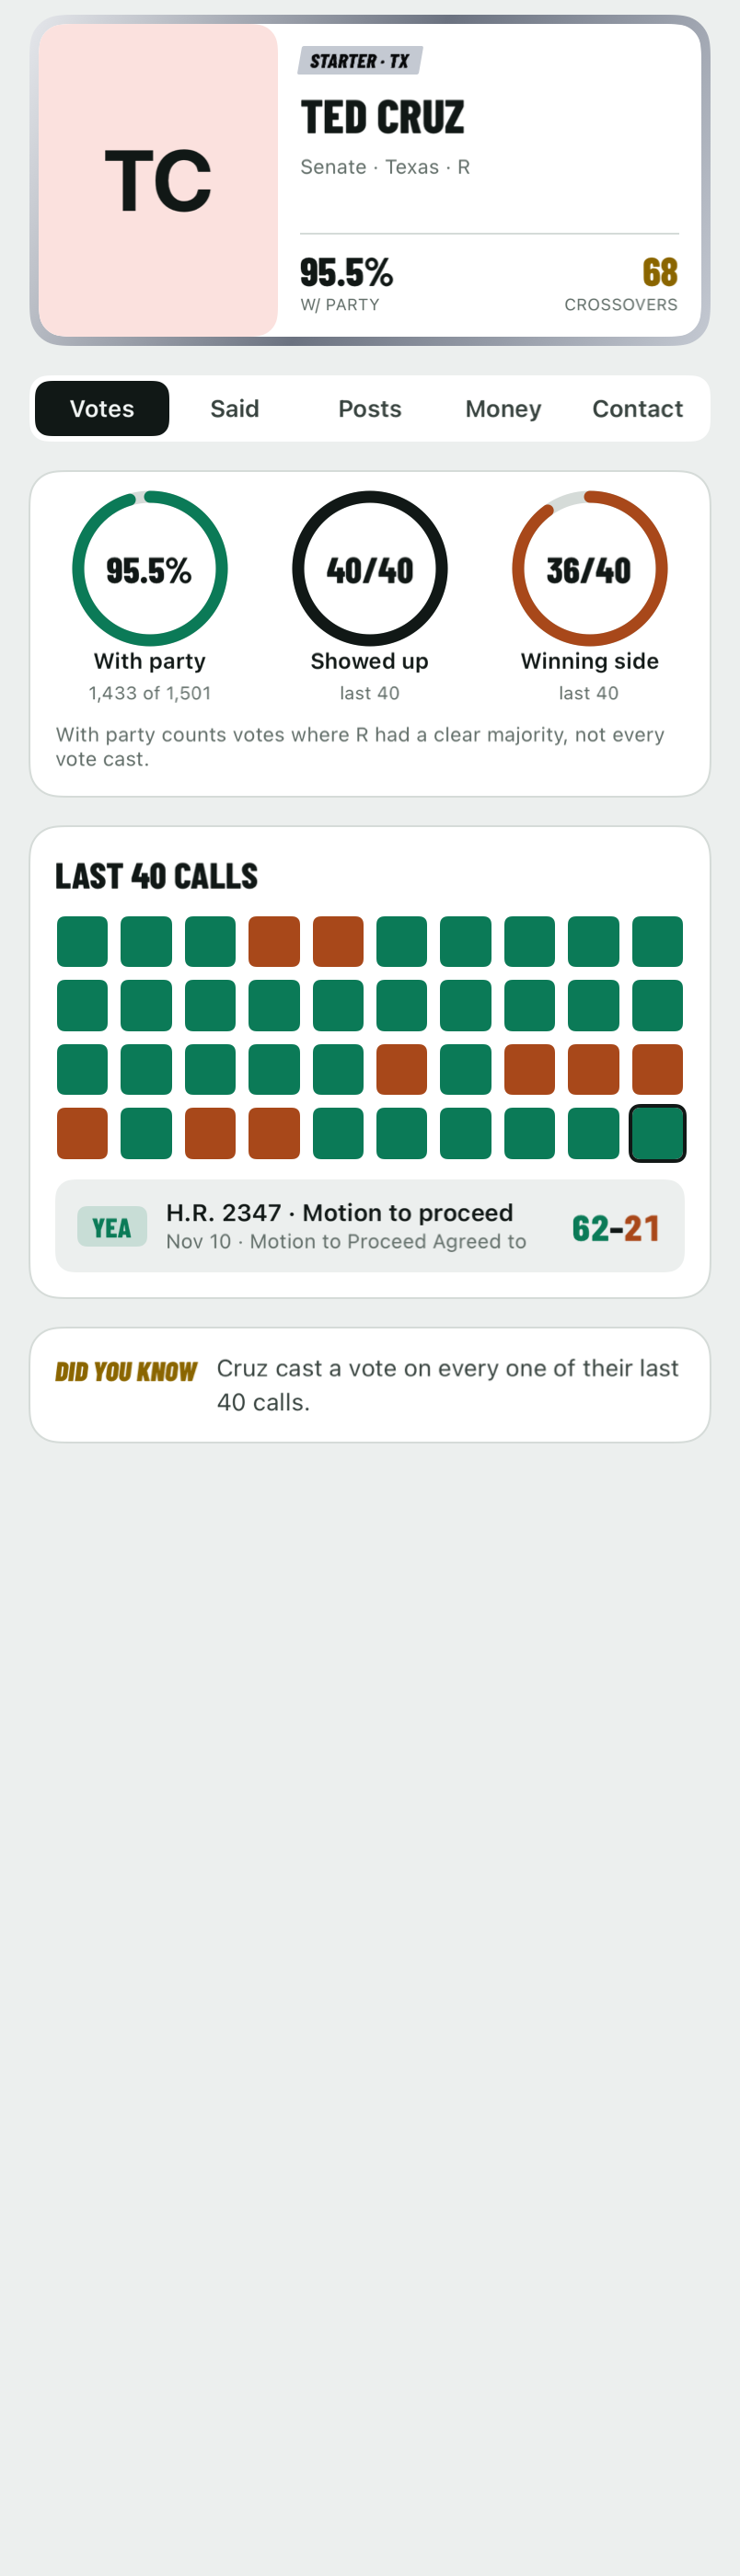 TC
STARTER · TX
TED CRUZ
Senate · Texas · R
95.5%
W/ PARTY
68
CROSSOVERS
Votes
Said
Posts
Money
Contact
95.5%
With party
1,433 of 1,501
40/40
Showed up
last 40
36/40
Winning side
last 40
With party counts votes where R had a clear majority, not every
vote cast.
LAST 40 CALLS
YEA
H.R. 2347 · Motion to proceed
Nov 10 · Motion to Proceed Agreed to
62–21
DID YOU KNOW
Cruz cast a vote on every one of their last
40 calls.